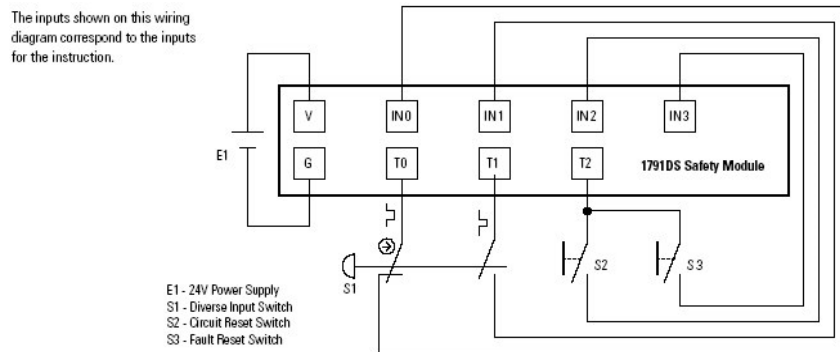 The inputs shown on this wiring
diagram correspond to the inputs
for the instruction.
V
IN0
IN1
IN2
IN3
E1
G
T0
T1
T2
1791DS Safety Module
S1
S2
S3
E1 - 24V Power Supply
S1 - Diverse Input Switch
S2 - Circuit Reset Switch
S3 - Fault Reset Switch